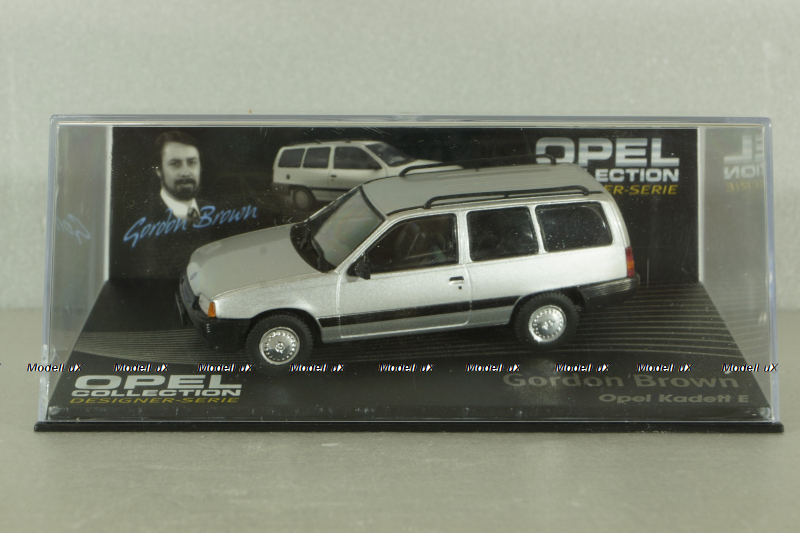 OPEL
COLLECTION
DESIGNER-SERIE
Gordon Brown
Model uX Model uX Model uX Model uX Model uX Model uX Model uX Model uX Model uX
OPEL
COLLECTION
DESIGNER-SERIE
Gordon Brown
Opel Kadett E